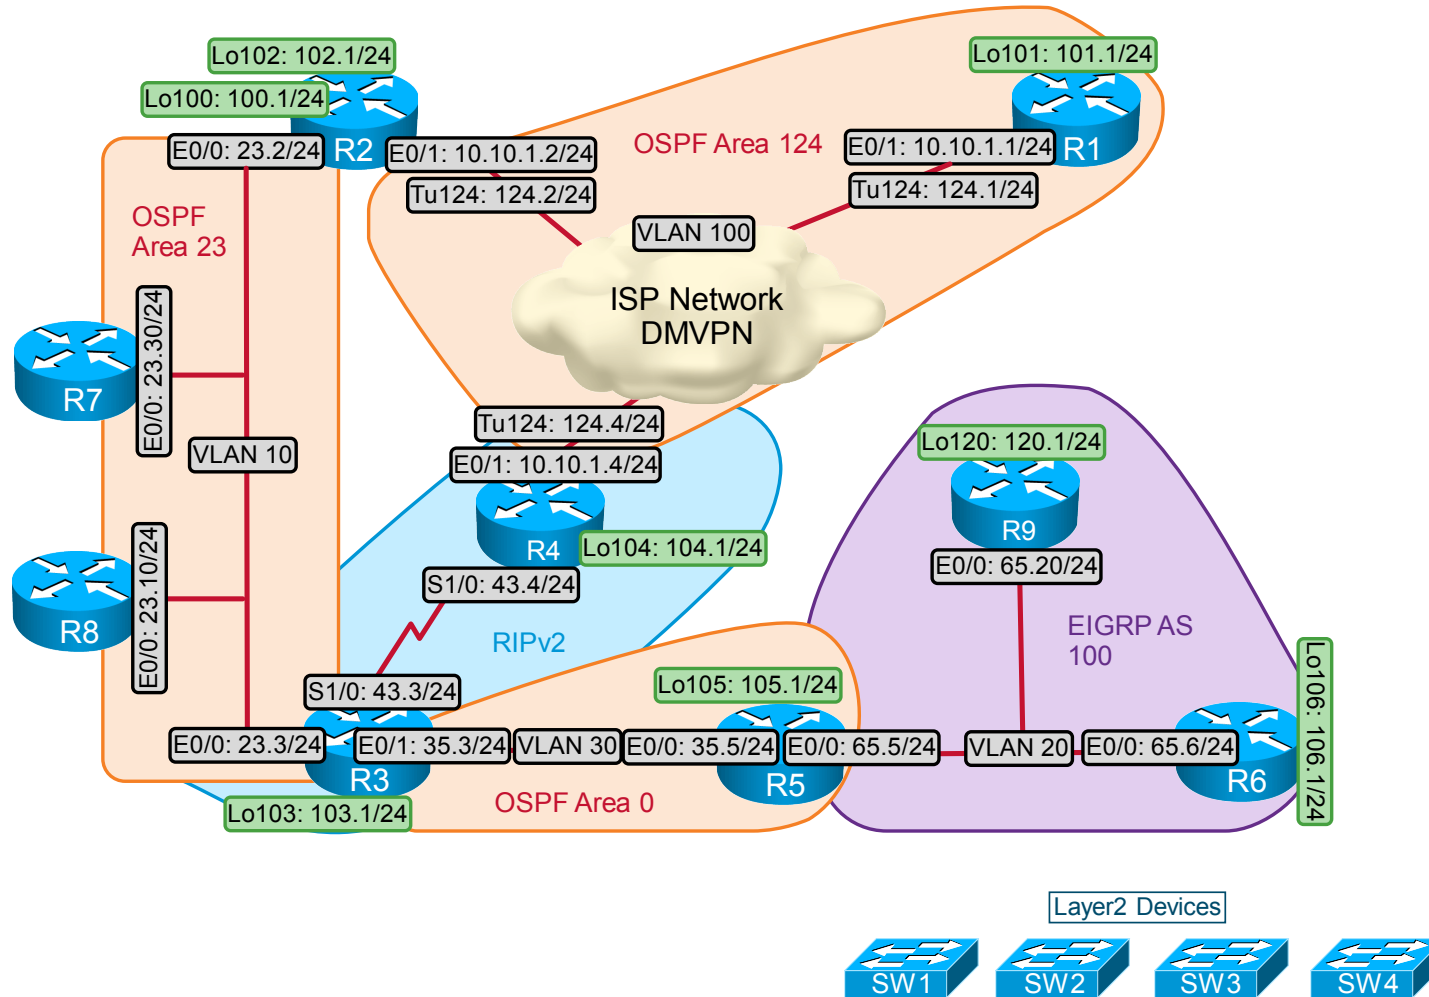 Lo102: 102.1/24
Lo101: 101.1/24
Lo100: 100.1/24
E0/0: 23.2/24
R2
E0/1: 10.10.1.2/24
OSPF Area 124
E0/1: 10.10.1.1/24
R1
Tu124: 124.2/24
Tu124: 124.1/24
OSPF
Area 23
VLAN 100
ISP Network
DMVPN
E0/0: 23.30/24
R7
Tu124: 124.4/24
VLAN 10
E0/1: 10.10.1.4/24
Lo120: 120.1/24
R9
R4
Lo104: 104.1/24
E0/0: 65.20/24
S1/0: 43.4/24
E0/0: 23.10/24
R8
RIPv2
EIGRP AS
100
Lo105: 105.1/24
Lo106: 106.1/24
S1/0: 43.3/24
E0/0: 23.3/24
E0/1: 35.3/24
VLAN 30
E0/0: 35.5/24
E0/0: 65.5/24
VLAN 20
E0/0: 65.6/24
R3
R5
R6
Lo103: 103.1/24
OSPF Area 0
Layer2 Devices
SW1
SW2
SW3
SW4